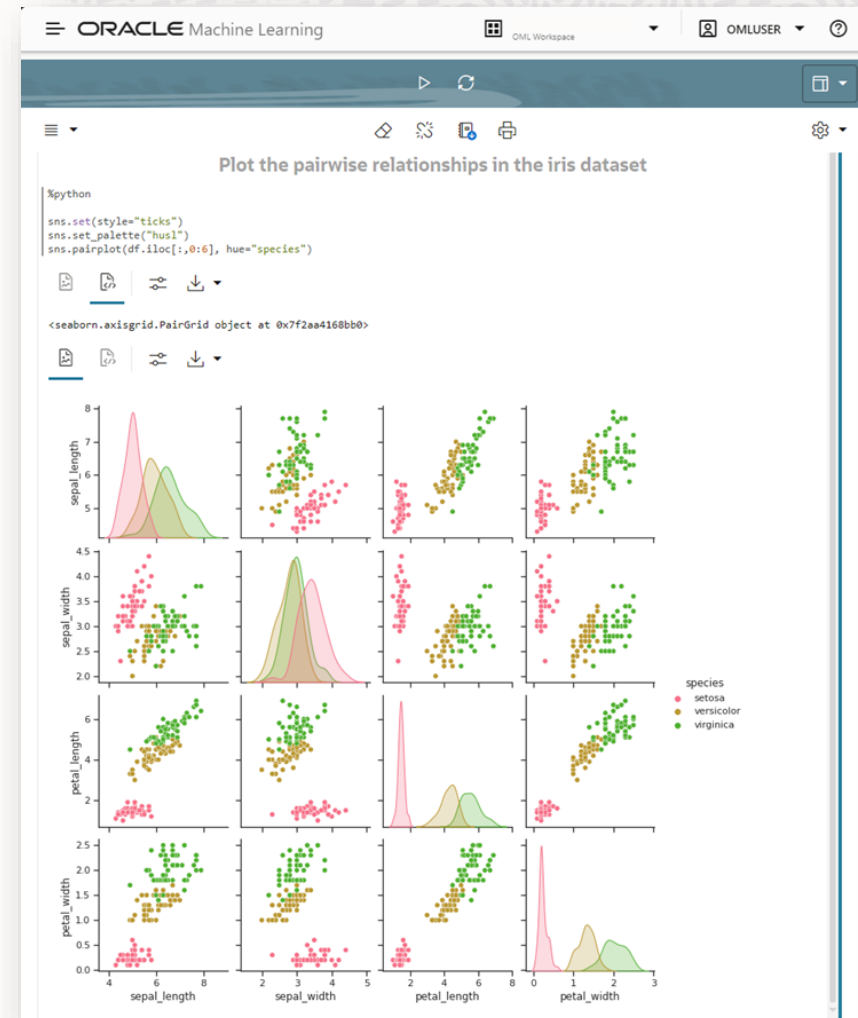 ORACLE Machine Learning
OML Workspace
OMLUSER
Plot the pairwise relationships in the iris dataset
%python
sns.set(style="ticks")
sns.set_palette("husl")
sns.pairplot(df.iloc[:,0:6], hue="species")
<seaborn.axisgrid.PairGrid object at 0x7f2aa4168bb0>
8
7
6
5
sepal_length
4.5
4.0
3.5
3.0
2.5
2.0
sepal_width
species
setosa
versicolor
virginica
6
4
2
petal_length
2.5
2.0
1.5
1.0
0.5
0.0
petal_width
4 6 8
2 3 4 5
2 4 6 8
0 1 2 3
sepal_length
sepal_width
petal_length
petal_width